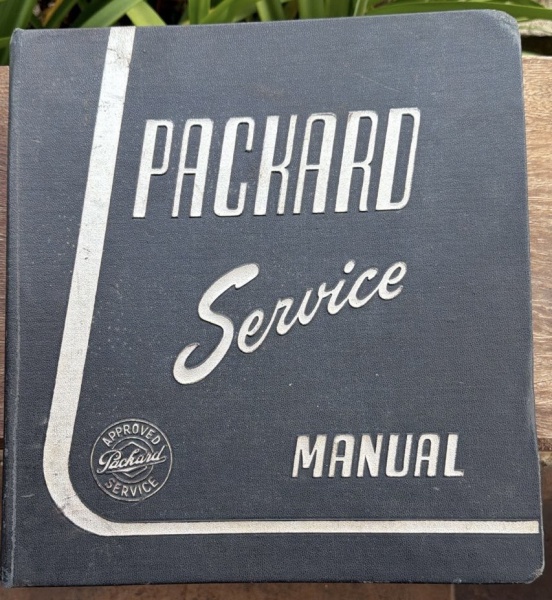 PACKARD
Service
MANUAL
APPROVED
Packard
SERVICE